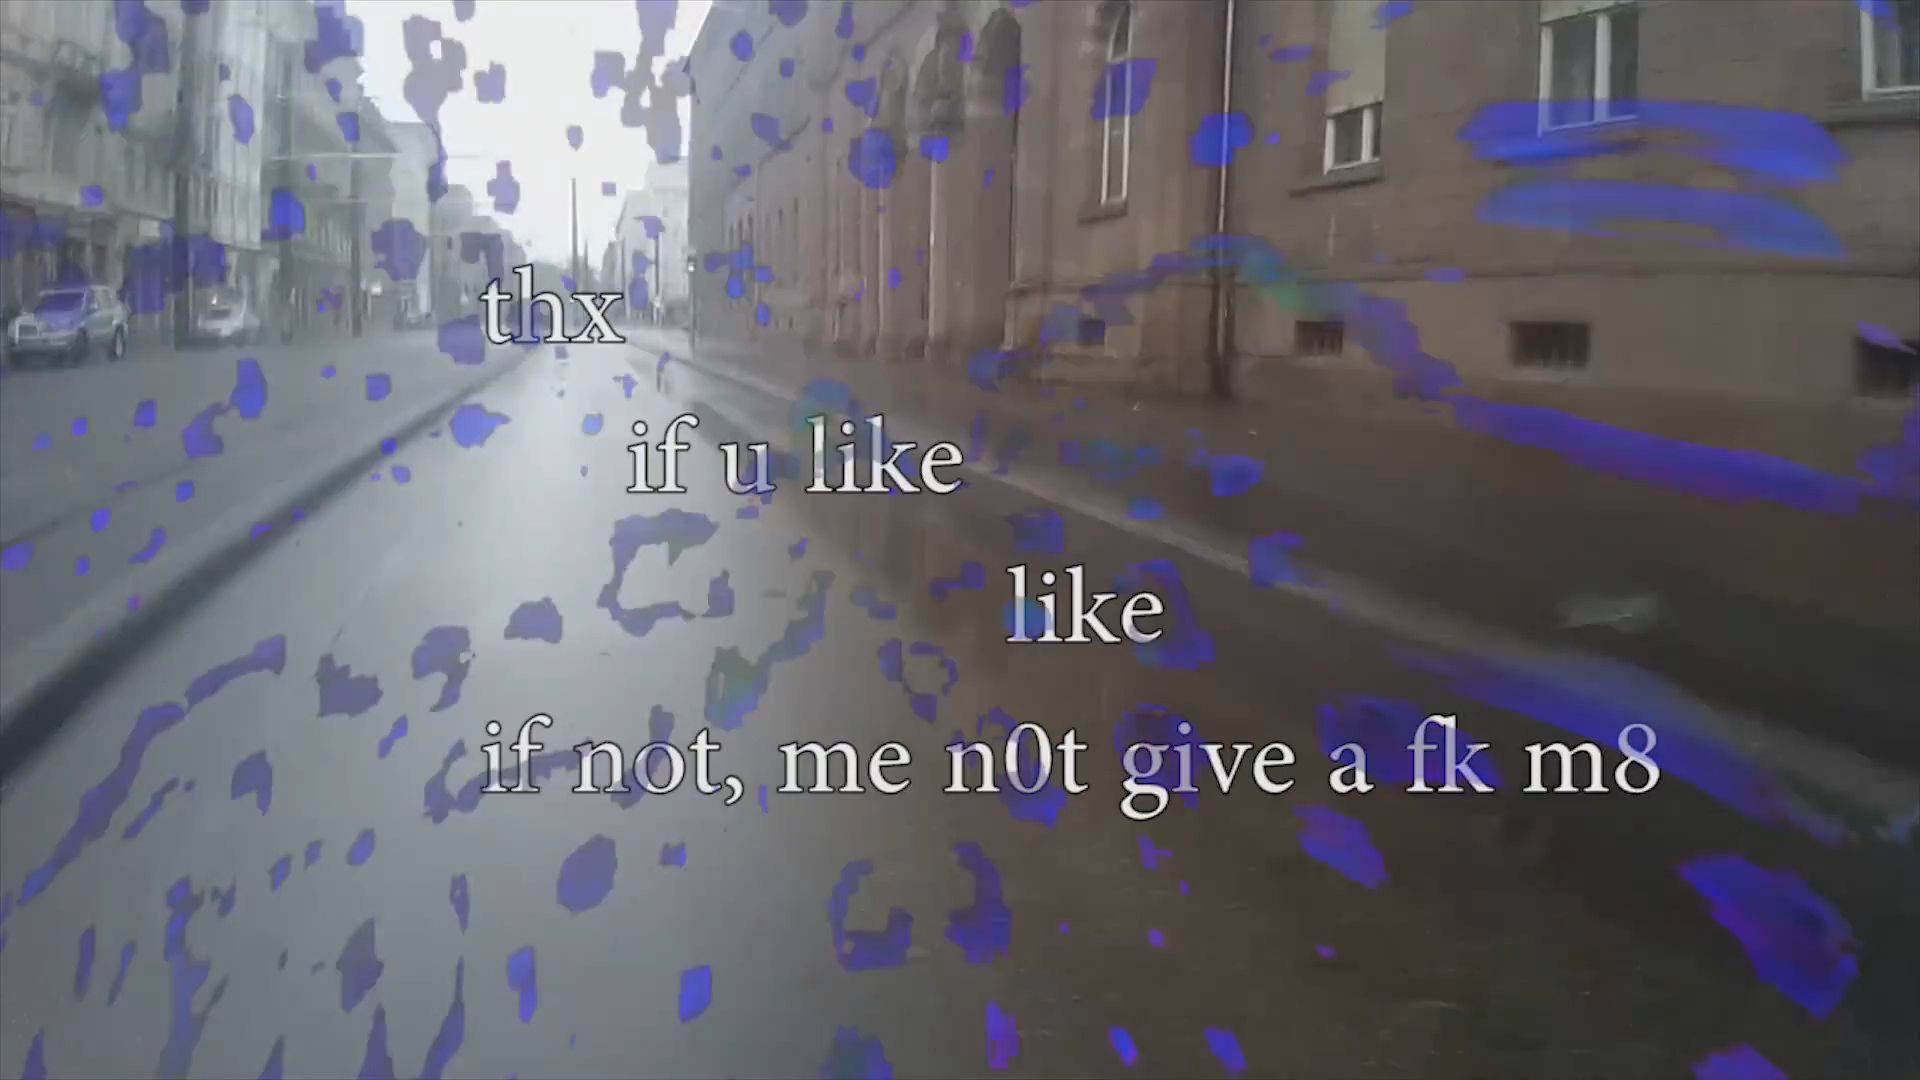 thx
if u like
like
if not, me n0t give a fk m8